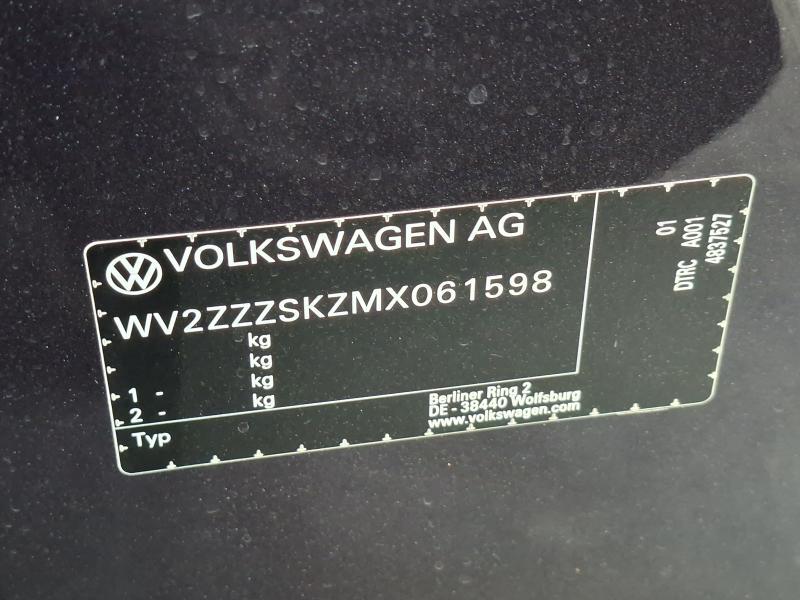 VOLKSWAGEN AG
WV2ZZZSKZMX061598
kg
kg
1 - kg
2 - kg
Typ
Berliner Ring 2
DE - 38440 Wolfsburg
www.volkswagen.com
01
DTRC A001
4837527